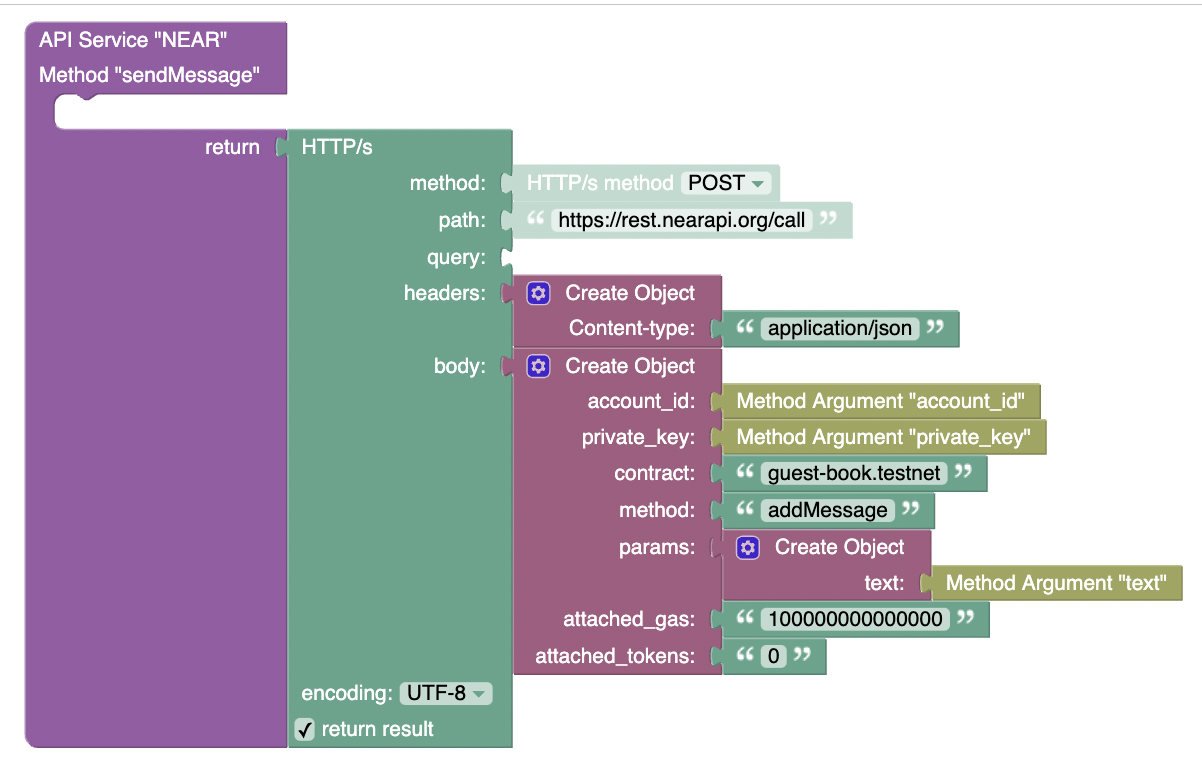 API Service "NEAR"
Method "sendMessage"
return HTTP/s
method: HTTP/s method POST
path: “ https://rest.nearapi.org/call ”
query:
headers: Create Object
Content-type: “ application/json ”
body: Create Object
account_id: Method Argument "account_id"
private_key: Method Argument "private_key"
contract: “ guest-book.testnet ”
method: “ addMessage ”
params: Create Object
text: Method Argument "text"
attached_gas: “ 100000000000000 ”
attached_tokens: “ 0 ”
encoding: UTF-8
return result